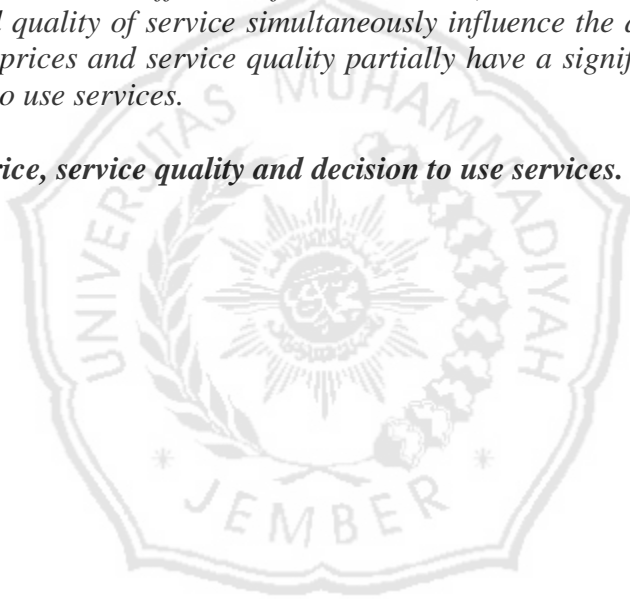 l quality of service simultaneously influence the
prices and service quality partially have a signif
o use services.
rice, service quality and decision to use services.
UNIVERSITAS MUHAMMADIYAH
* JEMBER *